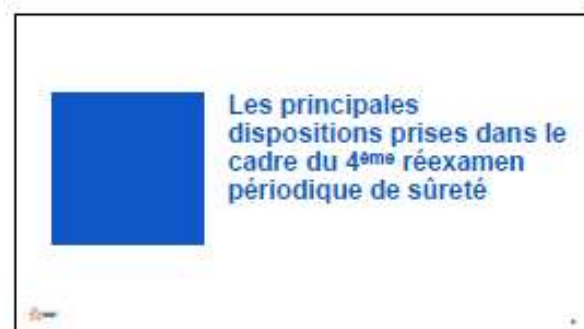 Les principales
dispositions prises dans le
cadre du 4ème réexamen
périodique de sûreté